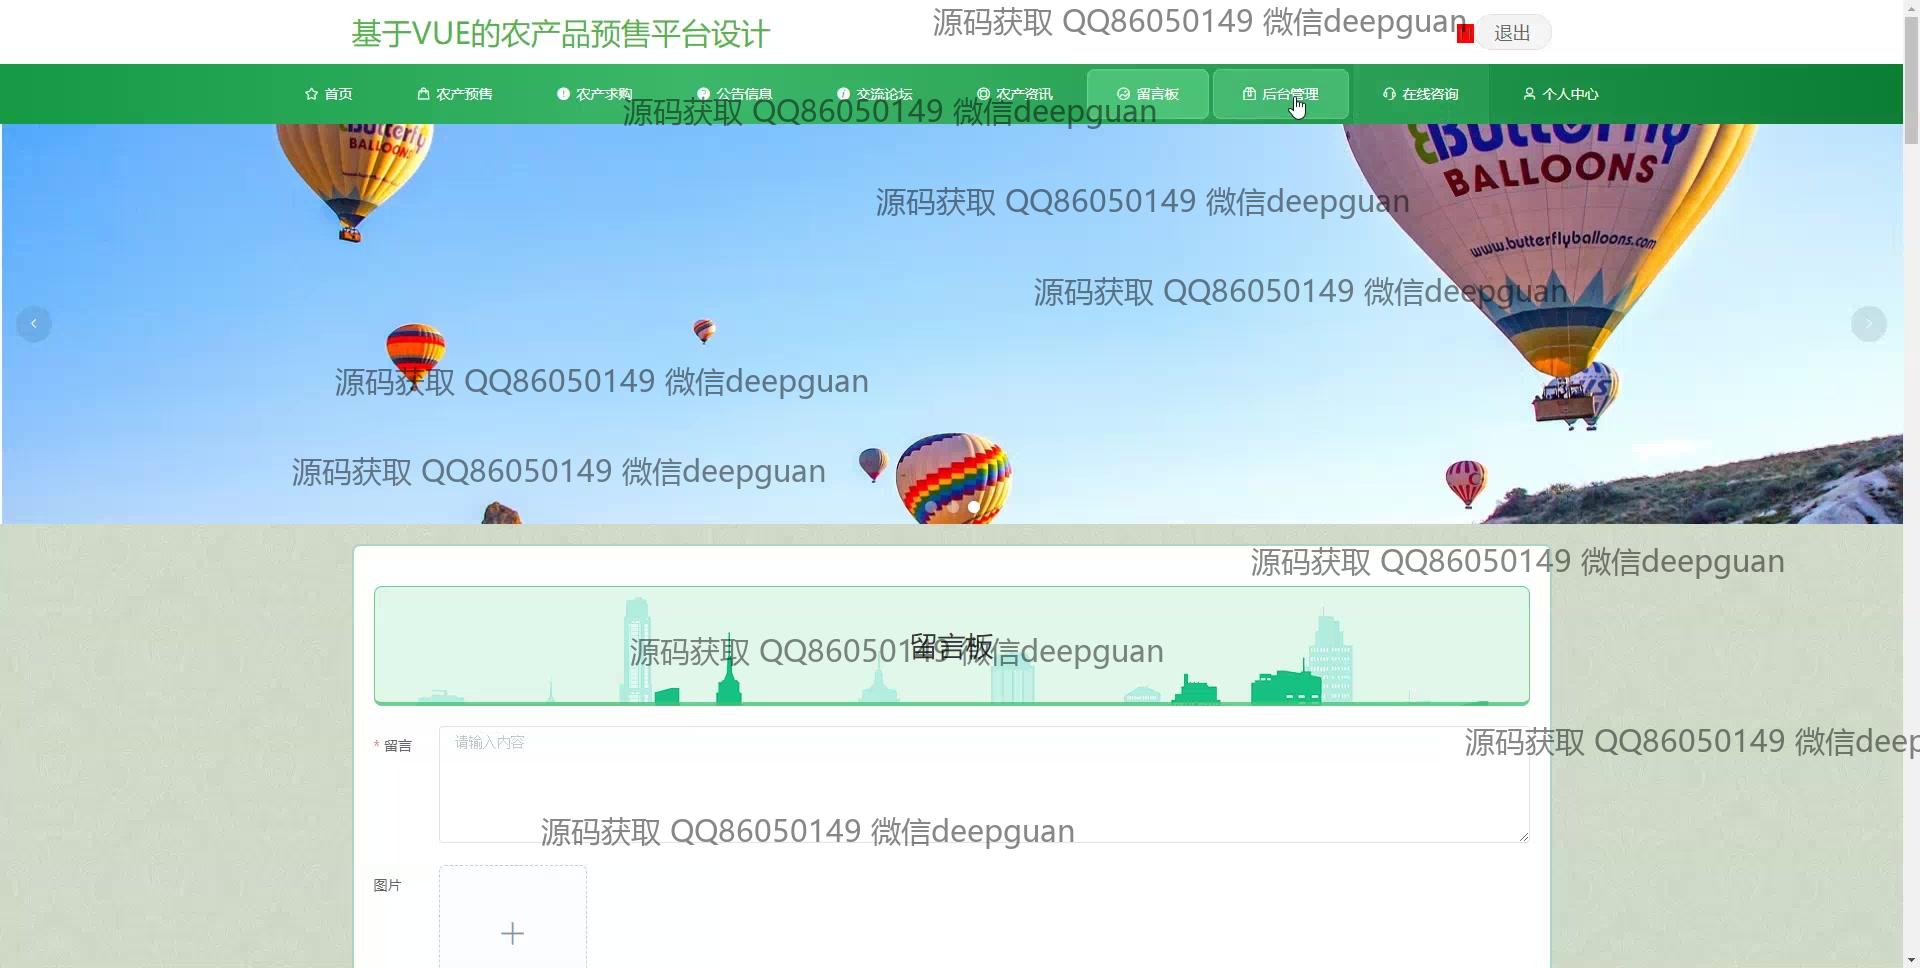 基于VUE的农产品预售平台设计
源码获取 QQ86050149 微信deepguan
11
退出
首页 农产预售 农产求购 公告信息 交流论坛 农产资讯 留言板 后台管理 在线咨询 个人中心
源码获取 QQ86050149 微信deepguan
Butterfly
BALLOONS
Butterfly
BALLOONS
源码获取 QQ86050149 微信deepguan
www.butterflyballoons.com
源码获取 QQ86050149 微信deepguan
源码获取 QQ86050149 微信deepguan
源码获取 QQ86050149 微信deepguan
源码获取 QQ86050149 微信deepguan
留言板
源码获取 QQ86050149 微信deepguan
* 留言
请输入内容
源码获取 QQ86050149 微信deep
源码获取 QQ86050149 微信deepguan
图片